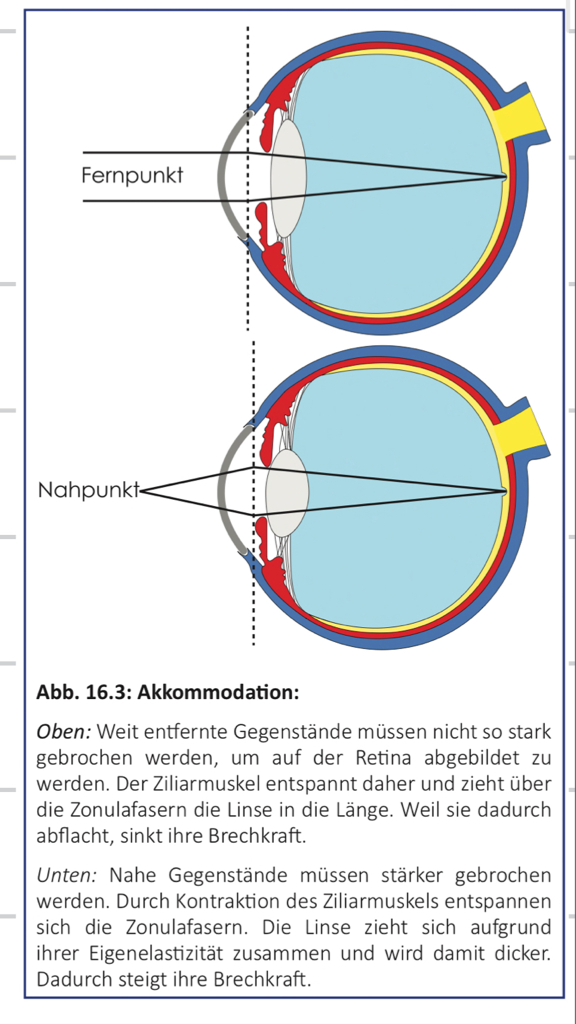 Fernpunkt
Nahpunkt
Abb. 16.3: Akkommodation:
Oben: Weit entfernte Gegenstände müssen nicht so stark
gebrochen werden, um auf der Retina abgebildet zu
werden. Der Ziliarmuskel entspannt daher und zieht über
die Zonulafasern die Linse in die Länge. Weil sie dadurch
abflacht, sinkt ihre Brechkraft.
Unten: Nahe Gegenstände müssen stärker gebrochen
werden. Durch Kontraktion des Ziliarmuskels entspannen
sich die Zonulafasern. Die Linse zieht sich aufgrund
ihrer Eigenelastizität zusammen und wird damit dicker.
Dadurch steigt ihre Brechkraft.